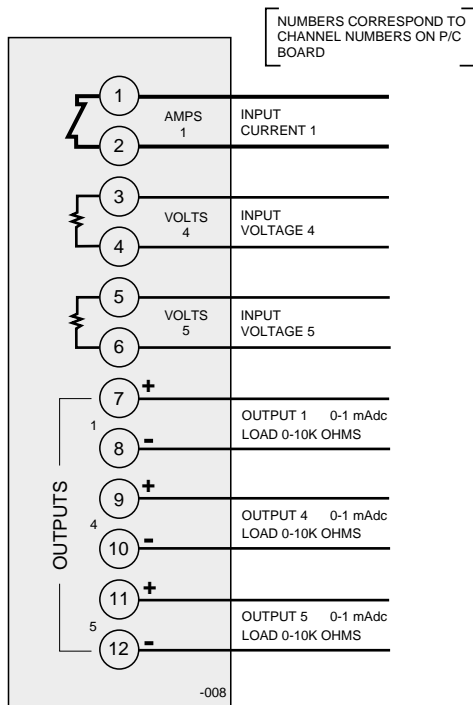 NUMBERS CORRESPOND TO
CHANNEL NUMBERS ON P/C
BOARD
1
AMPS
1
INPUT
CURRENT 1
2
3
VOLTS
4
INPUT
VOLTAGE 4
4
5
VOLTS
5
INPUT
VOLTAGE 5
6
OUTPUTS
7 +
1
OUTPUT 1 0-1 mAdc
LOAD 0-10K OHMS
8 -
9 +
4
OUTPUT 4 0-1 mAdc
LOAD 0-10K OHMS
10 -
11 +
5
OUTPUT 5 0-1 mAdc
LOAD 0-10K OHMS
12 -
-008